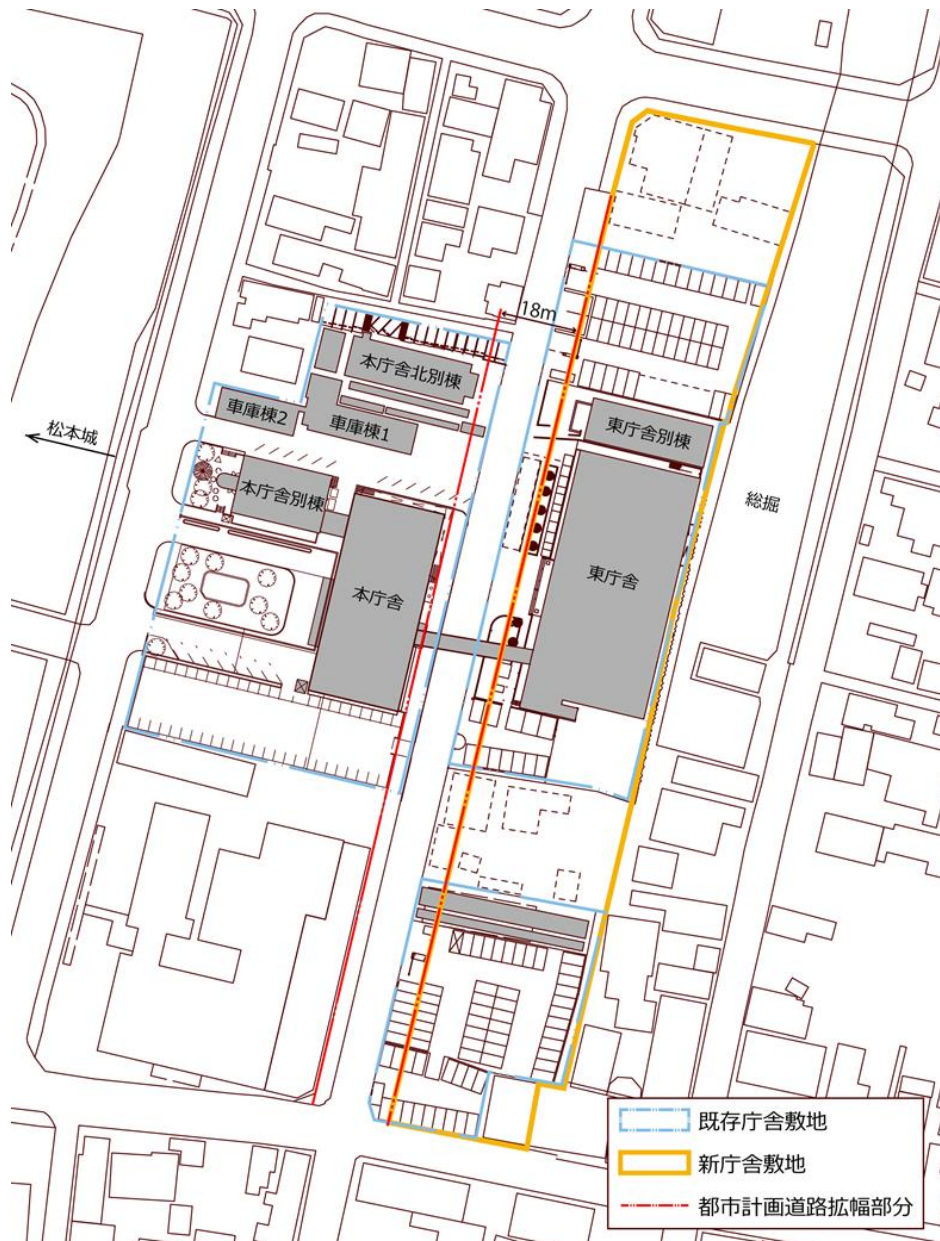 18m
本庁舎北別棟
車庫棟2
車庫棟1
東庁舎別棟
松本城
本庁舎別棟
総掘
東庁舎
本庁舎
既存庁舎敷地
新庁舎敷地
都市計画道路拡幅部分